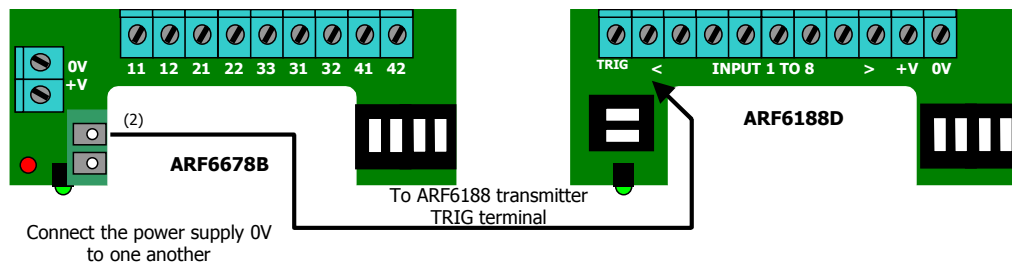 0V
+V
11 12 21 22 33 31 32 41 42
(2)
ARF6678B
Connect the power supply 0V
to one another
To ARF6188 transmitter
TRIG terminal
TRIG < INPUT 1 TO 8 > +V 0V
ARF6188D